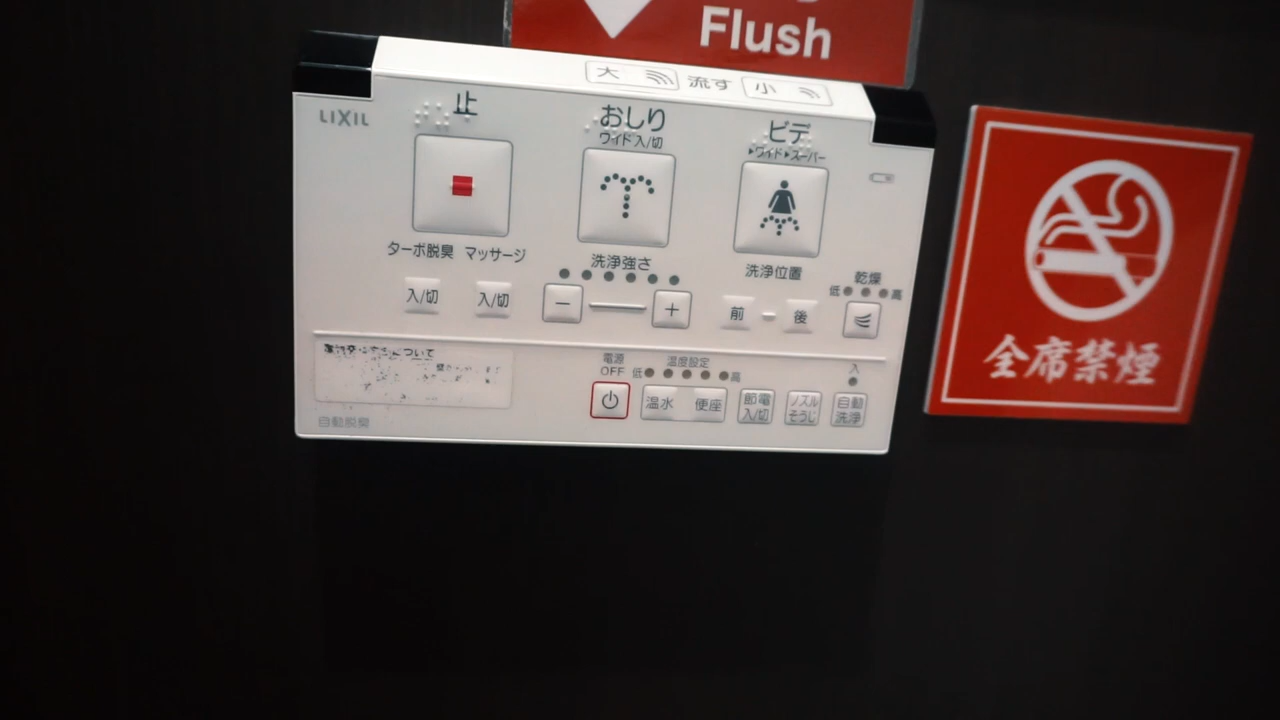 Flush
大 流す 小
LIXIL
止
おしり
ワイド入/切
ビデ
▶ワイド▶スーパー
ターボ脱臭 マッサージ
洗浄強さ
洗浄位置
乾燥
低 高
入/切 入/切
－ ＋
前 後
電源
OFF
温度設定
低 高
入
温水 便座
節電
入/切
ノズル
そうじ
自動
洗浄
について
自動脱臭
全席禁煙